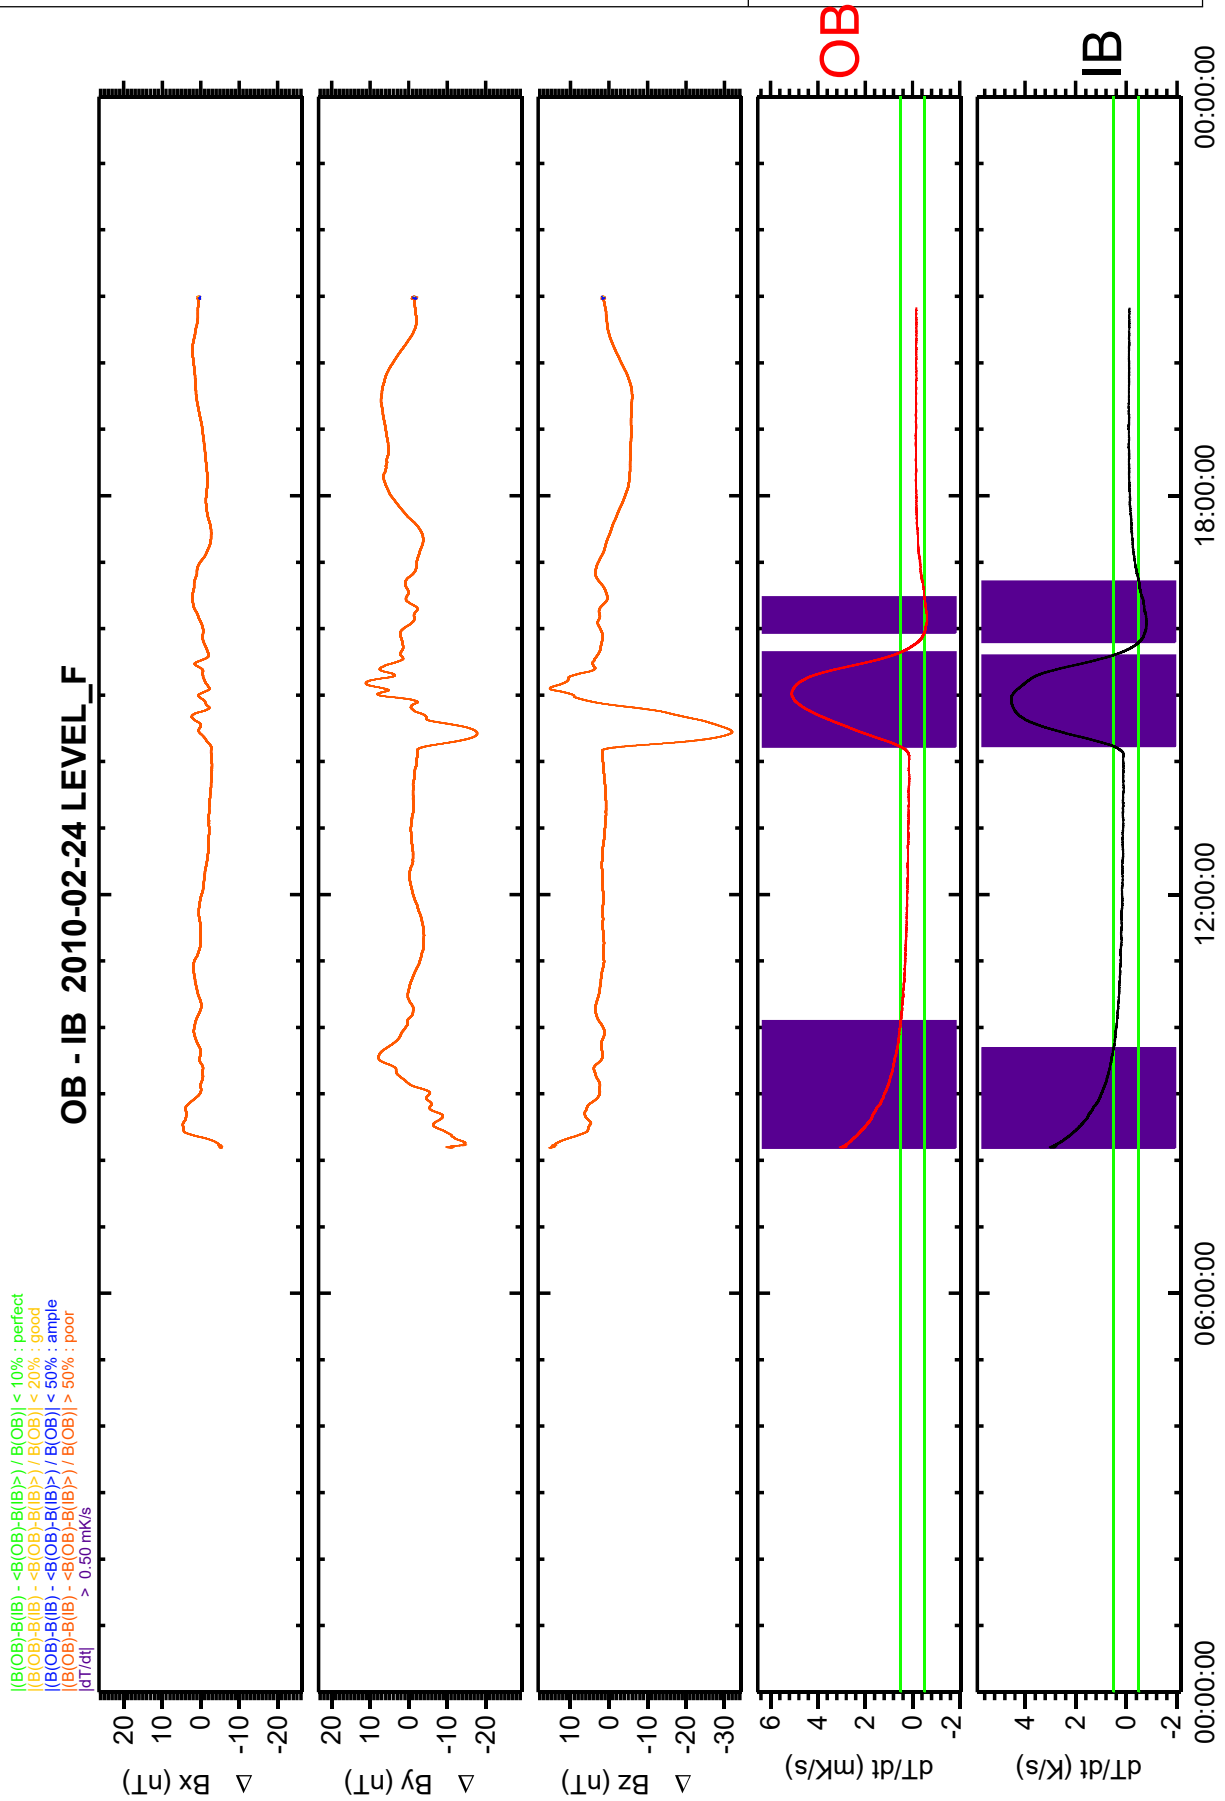 |(B(OB)-B(IB) - <B(OB)-B(IB)>) / B(OB)| < 10% : perfect
|(B(OB)-B(IB) - <B(OB)-B(IB)>) / B(OB)| < 20% : good
|(B(OB)-B(IB) - <B(OB)-B(IB)>) / B(OB)| < 50% : ample
|(B(OB)-B(IB) - <B(OB)-B(IB)>) / B(OB)| > 50% : poor
|dT/dt| > 0.50 mK/s
OB - IB 2010-02-24 LEVEL_F
Δ Bx (nT)
20
10
0
-10
-20
Δ By (nT)
20
10
0
-10
-20
Δ Bz (nT)
10
0
-10
-20
-30
dT/dt (mK/s)
6
4
2
0
-2
OB
dT/dt (K/s)
4
2
0
-2
IB
00:00:00
06:00:00
12:00:00
18:00:00
00:00:00